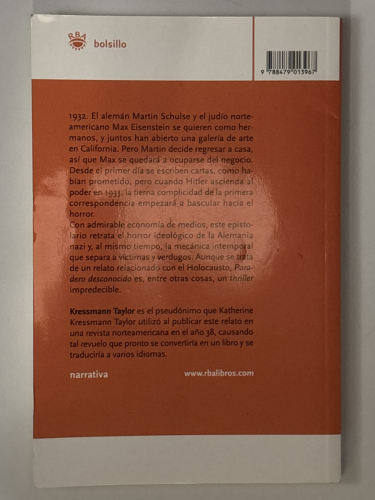 RBA
bolsillo
9 788479 013967
1932. El alemán Martin Schulse y el judío norte-
americano Max Eisenstein se quieren como her-
manos, y juntos han abierto una galería de arte
en California. Pero Martin decide regresar a casa,
así que Max se quedará a ocuparse del negocio.
Desde el primer día se escriben cartas, como ha-
bían prometido, pero cuando Hitler ascienda al
poder en 1933, la tierna complicidad de la primera
correspondencia empezará a bascular hacia el
horror.
Con admirable economía de medios, este episto-
lario retrata el horror ideológico de la Alemania
nazi y, al mismo tiempo, la mecánica intemporal
que separa a víctimas y verdugos. Aunque se trata
de un relato relacionado con el Holocausto, Para-
dero desconocido es, entre otras cosas, un thriller
impredecible.
Kressmann Taylor es el pseudónimo que Katherine
Kressmann Taylor utilizó al publicar este relato en
una revista norteamericana en el año 38, causando
tal revuelo que pronto se convertiría en un libro y se
traduciría a varios idiomas.
narrativa
www.rbalibros.com